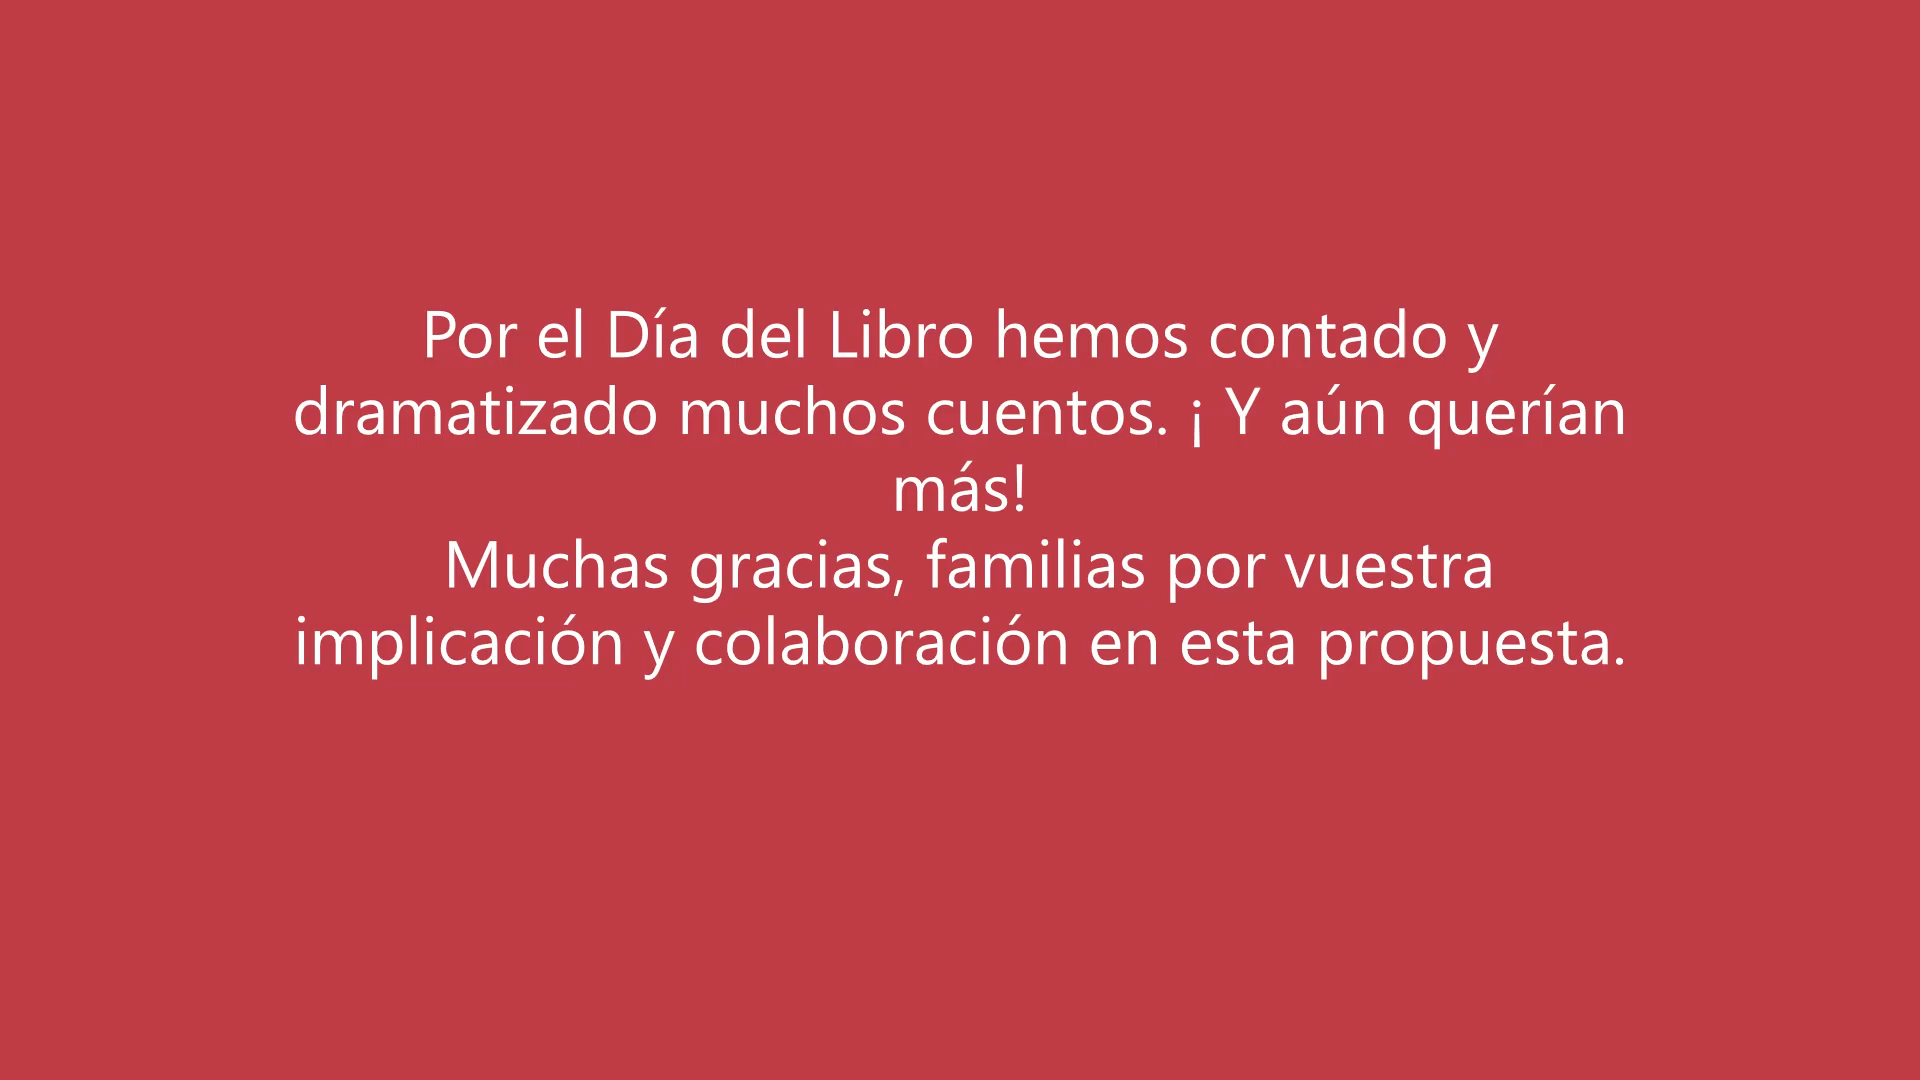 Por el Día del Libro hemos contado y
dramatizado muchos cuentos. ¡ Y aún querían
más!
Muchas gracias, familias por vuestra
implicación y colaboración en esta propuesta.